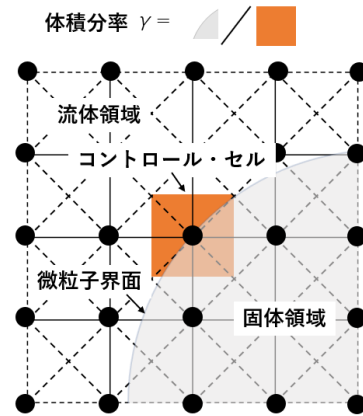 体積分率 γ = /
流体領域
コントロール・セル
微粒子界面
固体領域